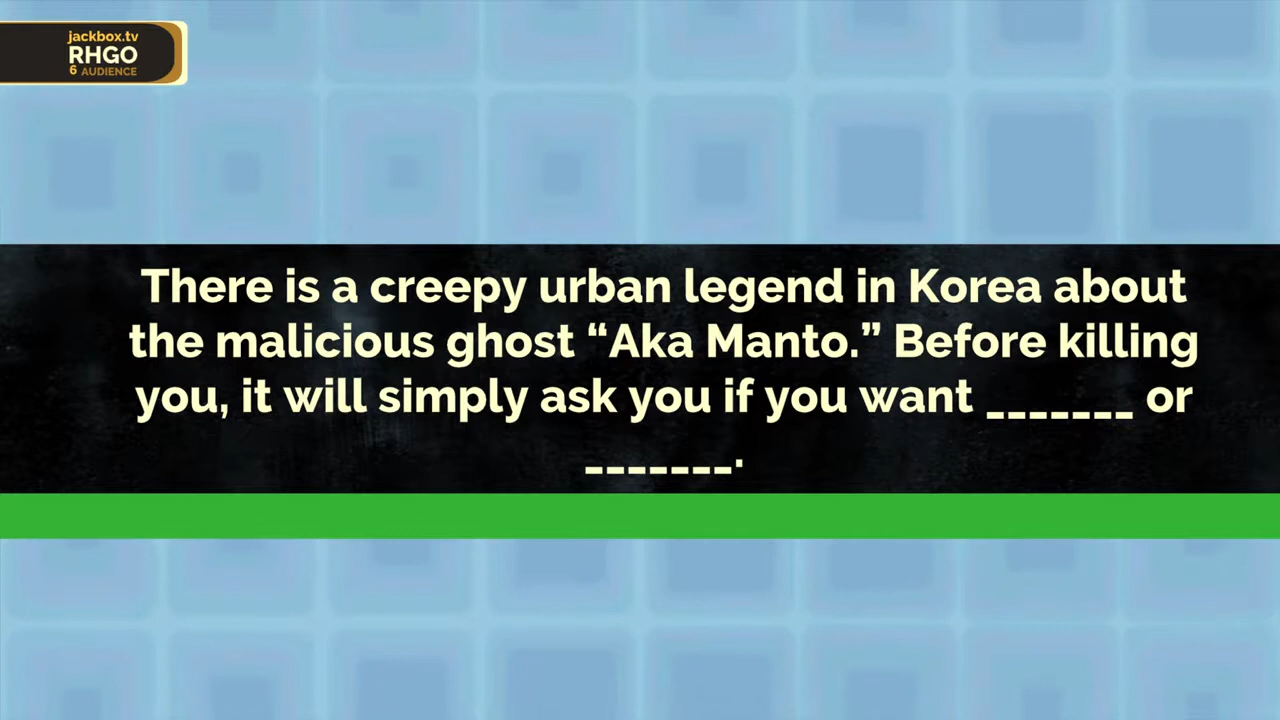 jackbox.tv
RHGO
6 AUDIENCE
There is a creepy urban legend in Korea about
the malicious ghost “Aka Manto.” Before killing
you, it will simply ask you if you want _______ or
_______.